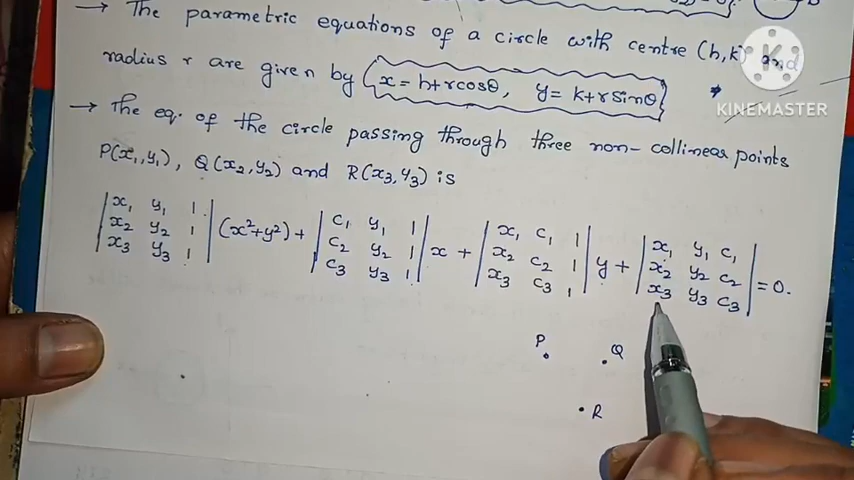 → The parametric equations of a circle with centre (h,k) and
radius r are given by x = h+rcosθ, y = k+rsinθ
KINEMASTER
→ The eq. of the circle passing through three non-collinear points
P(x₁,y₁), Q(x₂,y₂) and R(x₃,y₃) is
|x₁ y₁ 1; x₂ y₂ 1; x₃ y₃ 1| (x²+y²) + |c₁ y₁ 1; c₂ y₂ 1; c₃ y₃ 1| x + |x₁ c₁ 1; x₂ c₂ 1; x₃ c₃ 1| y + |x₁ y₁ c₁; x₂ y₂ c₂; x₃ y₃ c₃| = 0.
P
Q
R